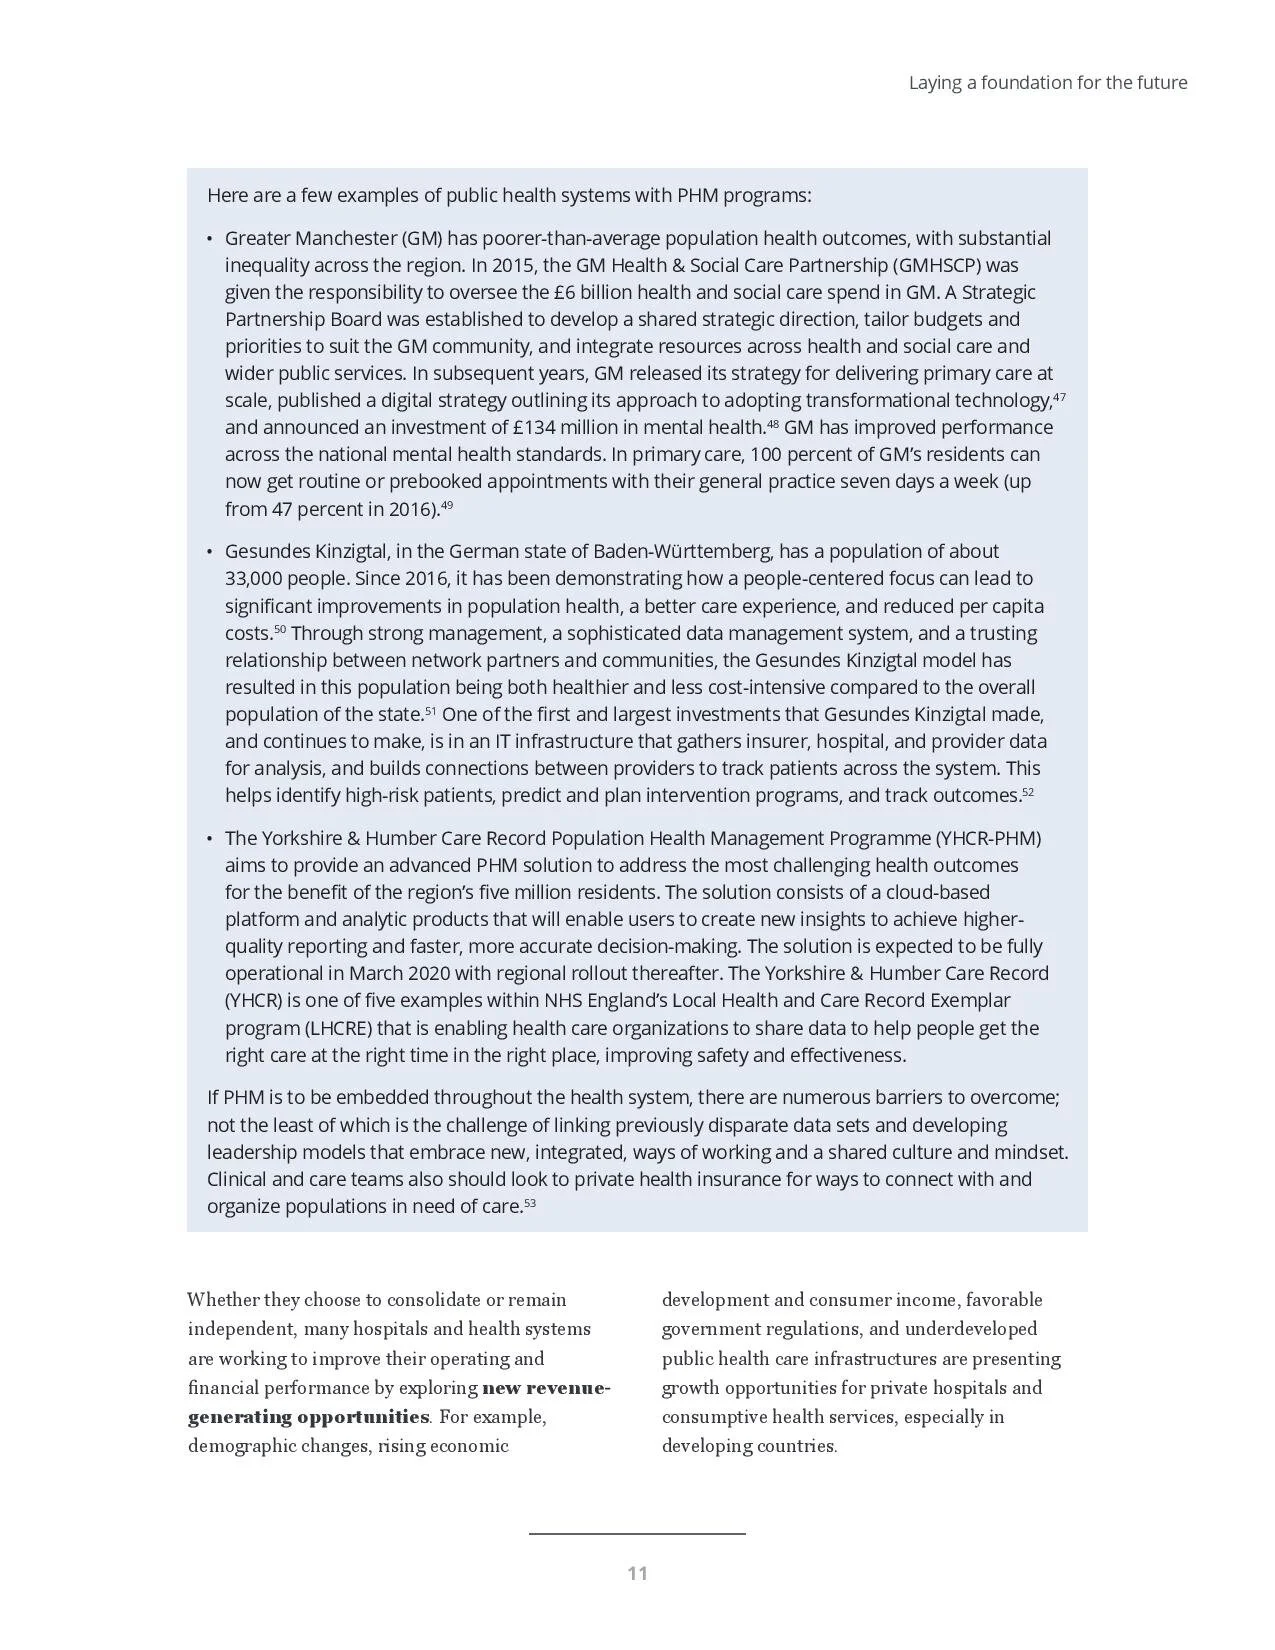 Laying a foundation for the future
Here are a few examples of public health systems with PHM programs:
• Greater Manchester (GM) has poorer-than-average population health outcomes, with substantial
inequality across the region. In 2015, the GM Health & Social Care Partnership (GMHSCP) was
given the responsibility to oversee the £6 billion health and social care spend in GM. A Strategic
Partnership Board was established to develop a shared strategic direction, tailor budgets and
priorities to suit the GM community, and integrate resources across health and social care and
wider public services. In subsequent years, GM released its strategy for delivering primary care at
scale, published a digital strategy outlining its approach to adopting transformational technology,⁴⁷
and announced an investment of £134 million in mental health.⁴⁸ GM has improved performance
across the national mental health standards. In primary care, 100 percent of GM’s residents can
now get routine or prebooked appointments with their general practice seven days a week (up
from 47 percent in 2016).⁴⁹
• Gesundes Kinzigtal, in the German state of Baden-Württemberg, has a population of about
33,000 people. Since 2016, it has been demonstrating how a people-centered focus can lead to
significant improvements in population health, a better care experience, and reduced per capita
costs.⁵⁰ Through strong management, a sophisticated data management system, and a trusting
relationship between network partners and communities, the Gesundes Kinzigtal model has
resulted in this population being both healthier and less cost-intensive compared to the overall
population of the state.⁵¹ One of the first and largest investments that Gesundes Kinzigtal made,
and continues to make, is in an IT infrastructure that gathers insurer, hospital, and provider data
for analysis, and builds connections between providers to track patients across the system. This
helps identify high-risk patients, predict and plan intervention programs, and track outcomes.⁵²
• The Yorkshire & Humber Care Record Population Health Management Programme (YHCR-PHM)
aims to provide an advanced PHM solution to address the most challenging health outcomes
for the benefit of the region’s five million residents. The solution consists of a cloud-based
platform and analytic products that will enable users to create new insights to achieve higher-
quality reporting and faster, more accurate decision-making. The solution is expected to be fully
operational in March 2020 with regional rollout thereafter. The Yorkshire & Humber Care Record
(YHCR) is one of five examples within NHS England’s Local Health and Care Record Exemplar
program (LHCRE) that is enabling health care organizations to share data to help people get the
right care at the right time in the right place, improving safety and effectiveness.
If PHM is to be embedded throughout the health system, there are numerous barriers to overcome;
not the least of which is the challenge of linking previously disparate data sets and developing
leadership models that embrace new, integrated, ways of working and a shared culture and mindset.
Clinical and care teams also should look to private health insurance for ways to connect with and
organize populations in need of care.⁵³
Whether they choose to consolidate or remain
independent, many hospitals and health systems
are working to improve their operating and
financial performance by exploring new revenue-
generating opportunities. For example,
demographic changes, rising economic
development and consumer income, favorable
government regulations, and underdeveloped
public health care infrastructures are presenting
growth opportunities for private hospitals and
consumptive health services, especially in
developing countries.
11